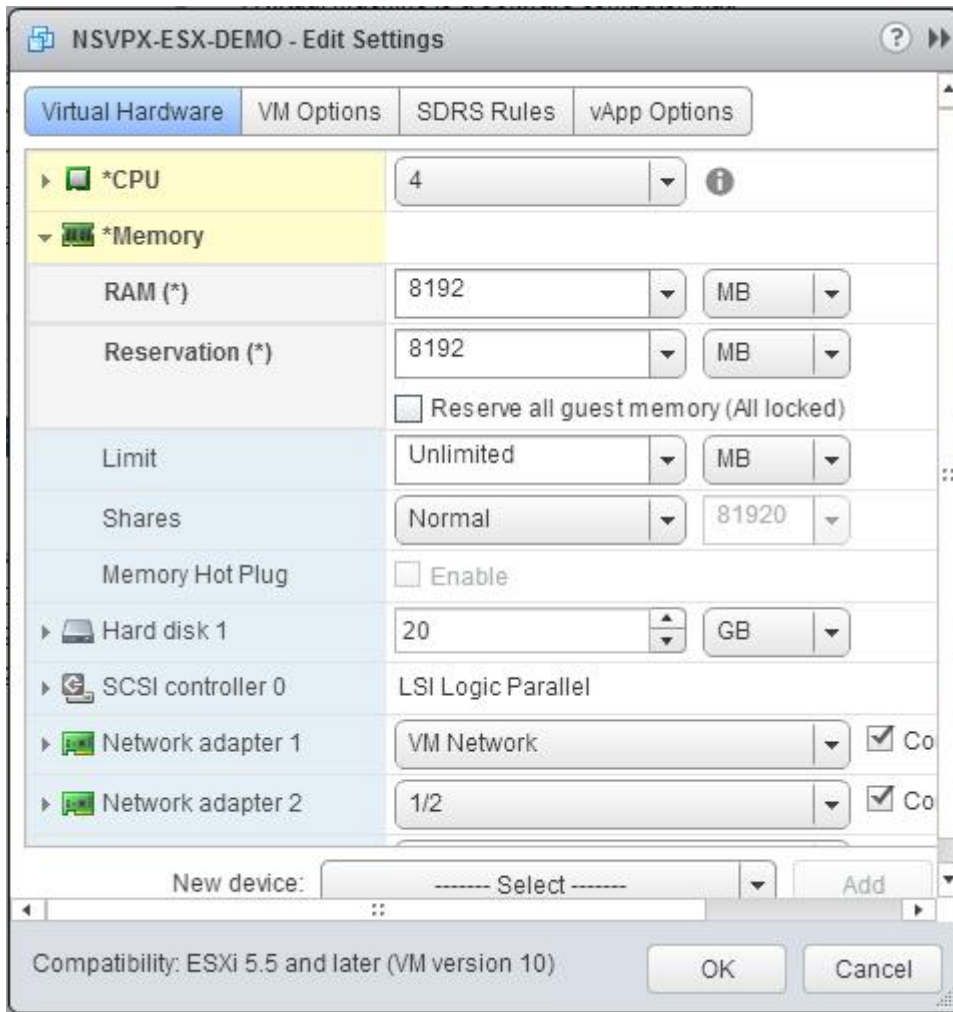 NSVPX-ESX-DEMO - Edit Settings ?
Virtual Hardware VM Options SDRS Rules vApp Options
*CPU 4
*Memory
RAM (*) 8192 MB
Reservation (*) 8192 MB
Reserve all guest memory (All locked)
Limit Unlimited MB
Shares Normal 81920
Memory Hot Plug Enable
Hard disk 1 20 GB
SCSI controller 0 LSI Logic Parallel
Network adapter 1 VM Network Co
Network adapter 2 1/2 Co
New device: ------- Select ------- Add
Compatibility: ESXi 5.5 and later (VM version 10) OK Cancel